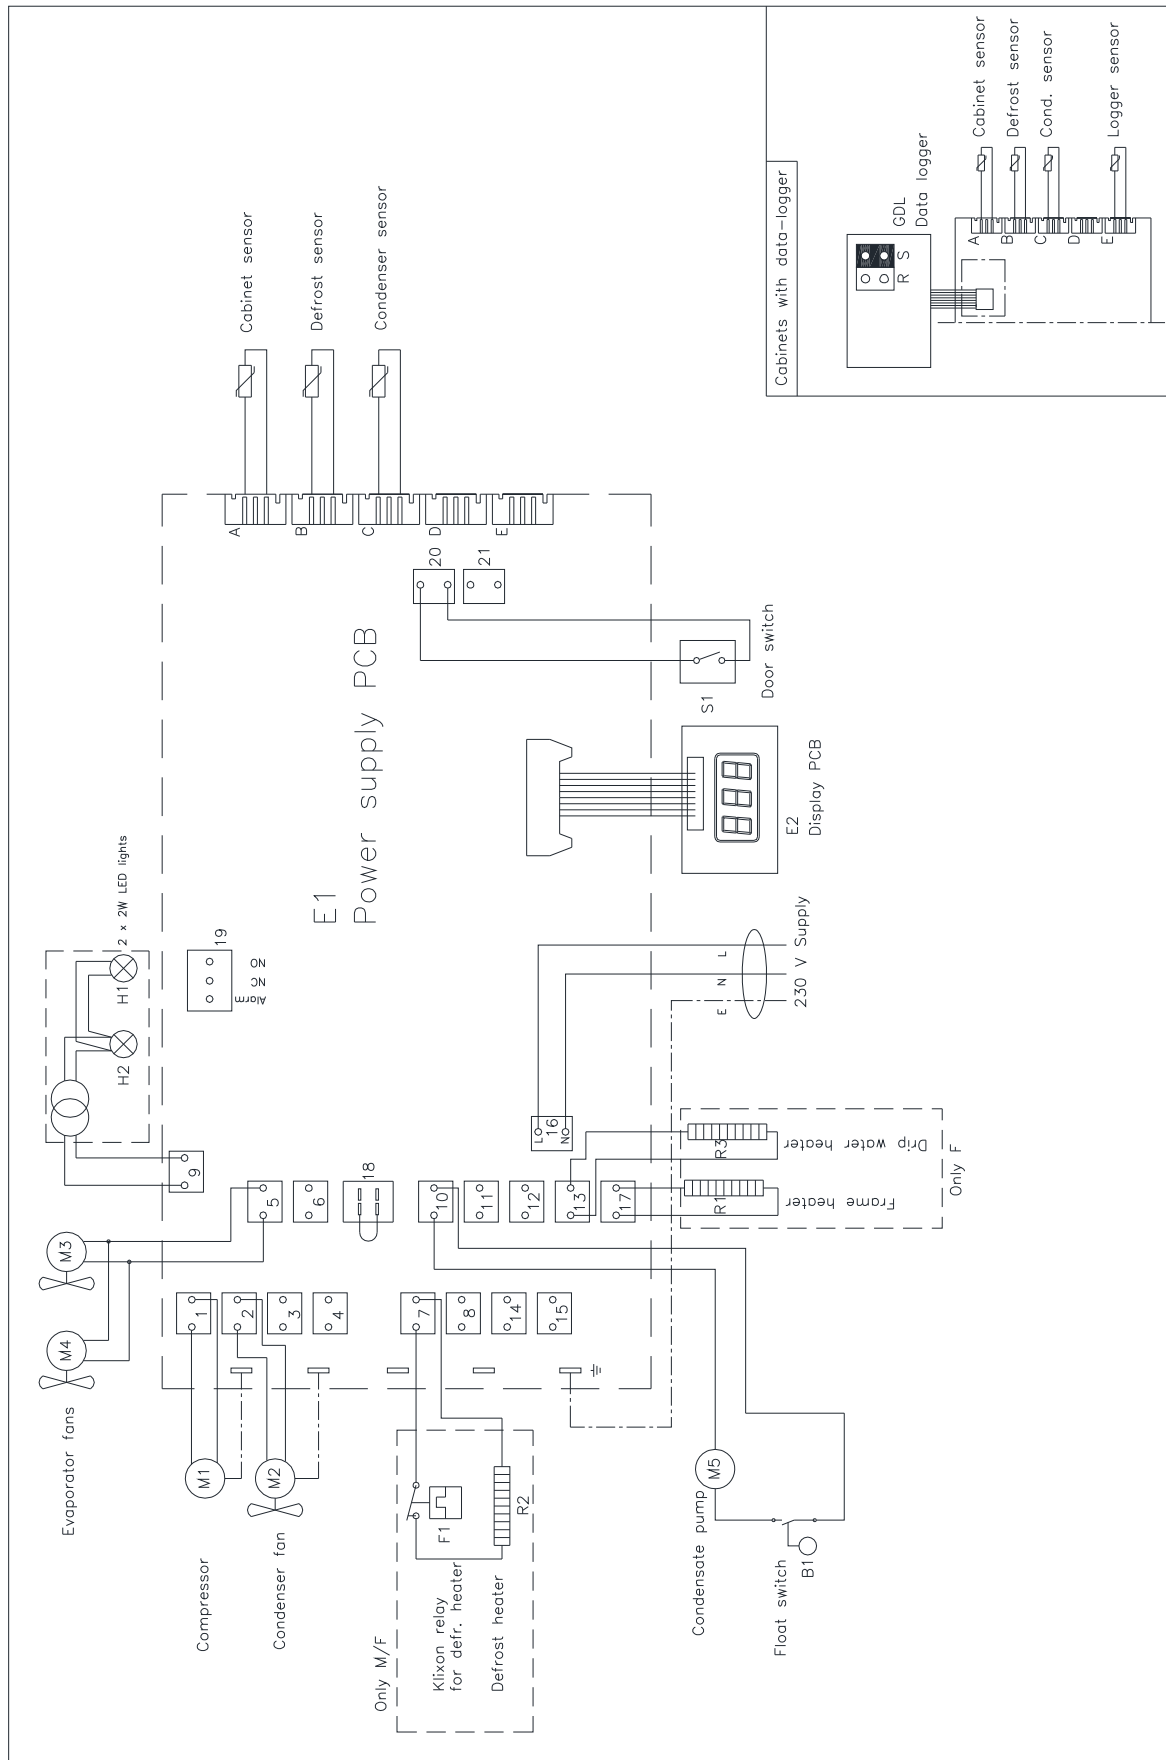 Cabinets with data-logger
GDL
Data logger
R S
A
B
C
D
E
Cabinet sensor
Defrost sensor
Cond. sensor
Logger sensor
Cabinet sensor
Defrost sensor
Condenser sensor
A
B
C
D
E
20
21
S1
Door switch
E1
Power supply PCB
E2
Display PCB
2 x 2W LED lights
H1
H2
19
Alarm NC NO
E N L
230 V Supply
L 16 N
9
5
6
18
10
11
12
13
17
R3
Drip water heater
R1
Frame heater
Only F
M3
M4
Evaporator fans
1
2
3
4
7
8
14
15
M1
Compressor
M2
Condenser fan
Only M/F
F1
Klixon relay
for defr. heater
R2
Defrost heater
M5
Condensate pump
Float switch
B1